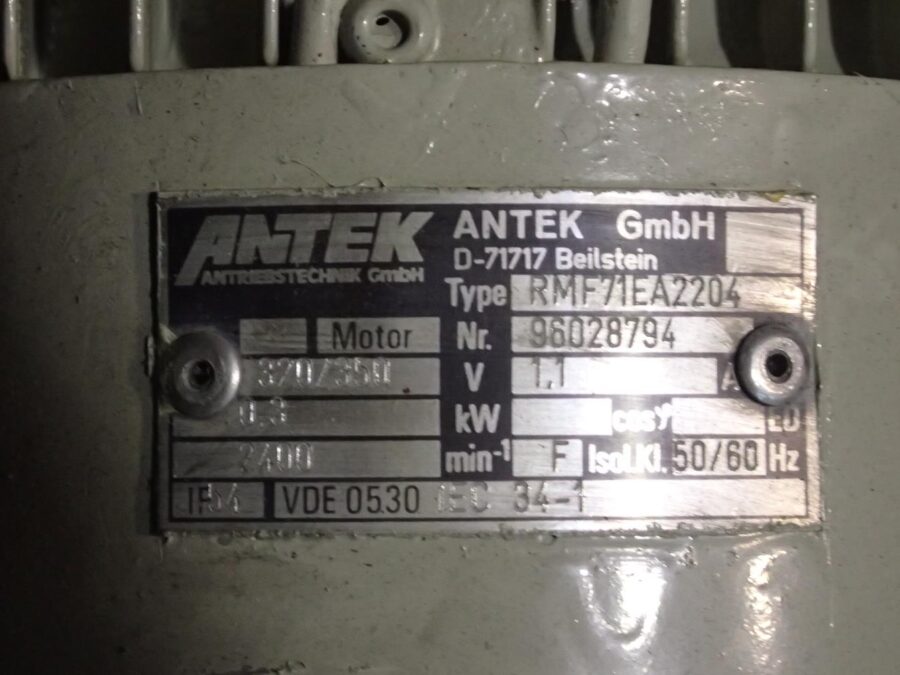 ANTEK
ANTRIEBSTECHNIK GmbH
ANTEK GmbH
D-71717 Beilstein
Type RMF71EA2204
Motor Nr. 96028794
320/350 V 1.1 A
0.3 kW cosφ ED
2400 min-1 F Isol.Kl. 50/60 Hz
VDE 0530 IEC 34-1